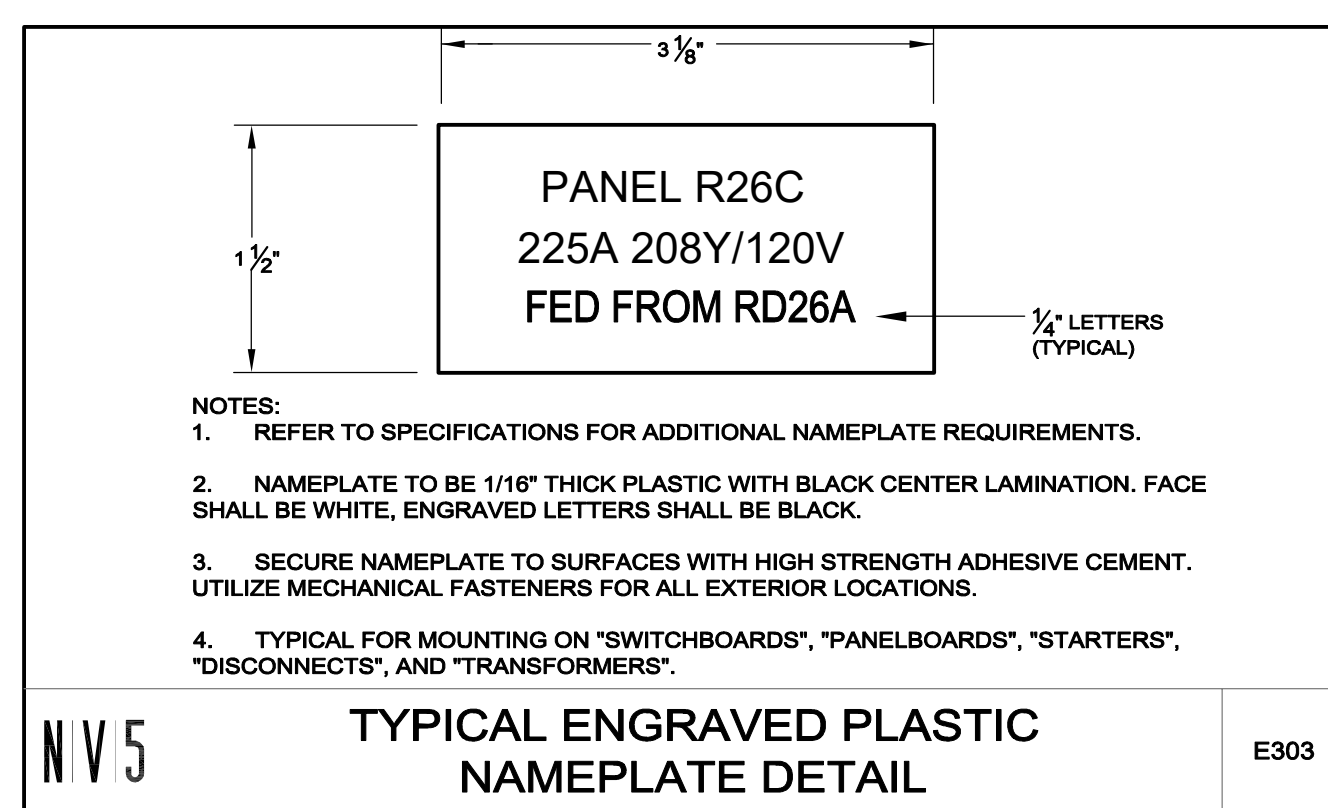 3 1/8"
PANEL R26C
225A 208Y/120V
1 1/2"
FED FROM RD26A
1/4" LETTERS
(TYPICAL)
NOTES:
1. REFER TO SPECIFICATIONS FOR ADDITIONAL NAMEPLATE REQUIREMENTS.
2. NAMEPLATE TO BE 1/16" THICK PLASTIC WITH BLACK CENTER LAMINATION. FACE
SHALL BE WHITE, ENGRAVED LETTERS SHALL BE BLACK.
3. SECURE NAMEPLATE TO SURFACES WITH HIGH STRENGTH ADHESIVE CEMENT.
UTILIZE MECHANICAL FASTENERS FOR ALL EXTERIOR LOCATIONS.
4. TYPICAL FOR MOUNTING ON "SWITCHBOARDS", "PANELBOARDS", "STARTERS",
"DISCONNECTS", AND "TRANSFORMERS".
N|V|5
TYPICAL ENGRAVED PLASTIC
NAMEPLATE DETAIL
E303